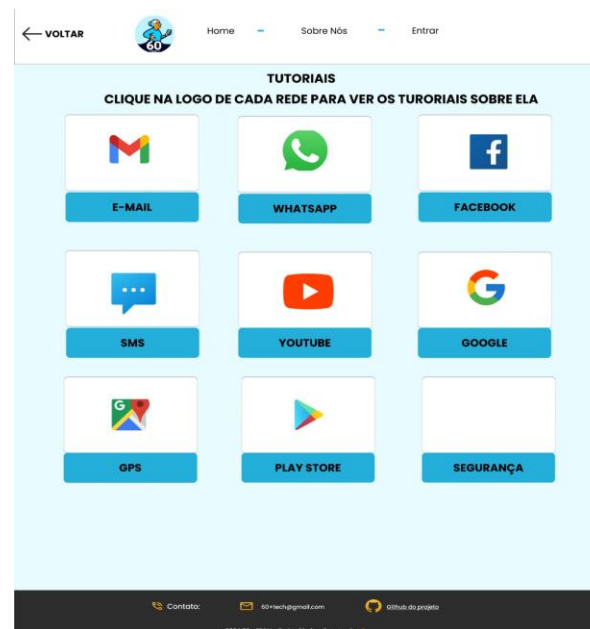 VOLTAR
60
Home - Sobre Nós - Entrar
TUTORIAIS
CLIQUE NA LOGO DE CADA REDE PARA VER OS TURORIAIS SOBRE ELA
E-MAIL
WHATSAPP
FACEBOOK
SMS
YOUTUBE
GOOGLE
GPS
PLAY STORE
SEGURANÇA
Contato: 60+tech@gmail.com Github do projeto